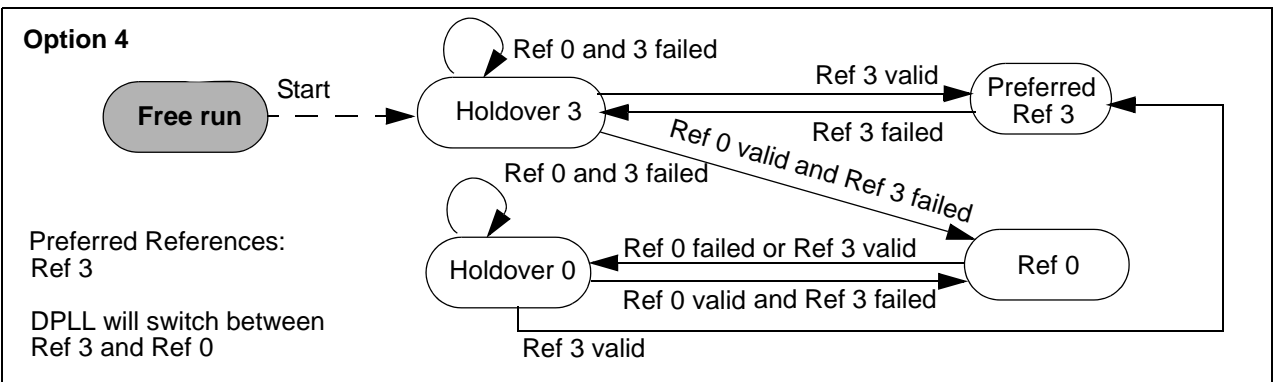 Option 4
Ref 0 and 3 failed
Start
Free run
Holdover 3
Ref 3 valid
Preferred
Ref 3
Ref 3 failed
Ref 0 valid and Ref 3 failed
Ref 0 and 3 failed
Preferred References:
Ref 3
Holdover 0
Ref 0 failed or Ref 3 valid
Ref 0
Ref 0 valid and Ref 3 failed
DPLL will switch between
Ref 3 and Ref 0
Ref 3 valid